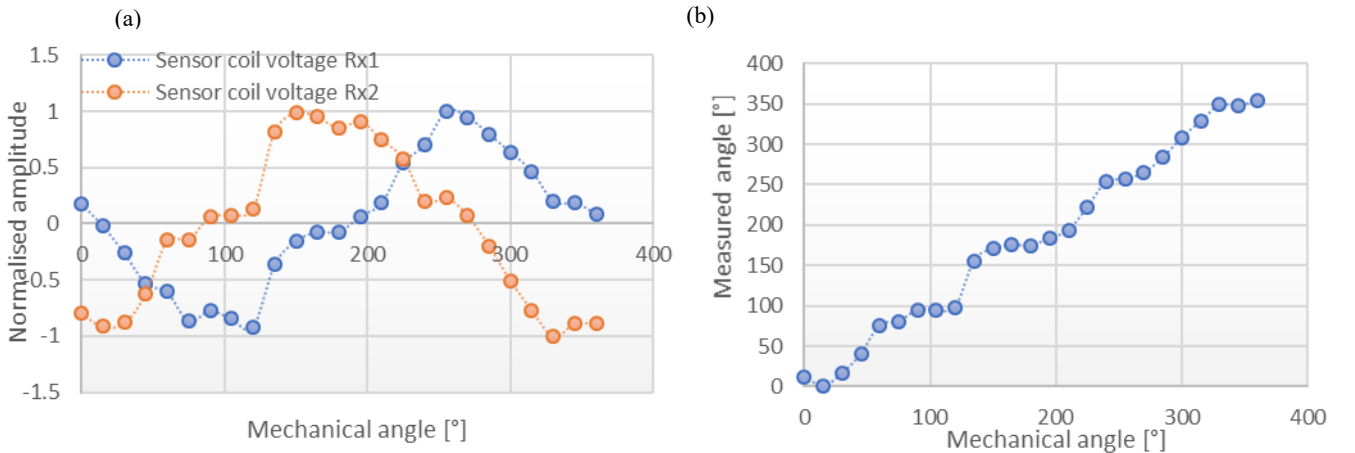 (a)
1.5
Sensor coil voltage Rx1
Sensor coil voltage Rx2
1
0.5
0
-0.5
-1
-1.5
0 100 200 300 400
Normalised amplitude
Mechanical angle [°]
(b)
400
350
300
250
200
150
100
50
0
0 100 200 300 400
Measured angle [°]
Mechanical angle [°]